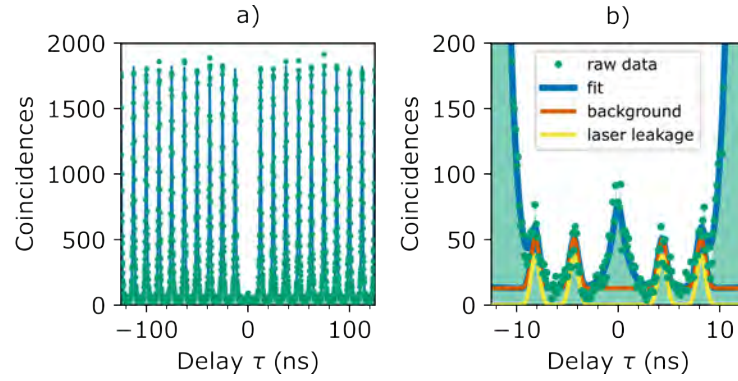 a)
2000
1500
1000
500
0
Coincidences
−100
0
100
Delay τ (ns)
b)
200
150
100
50
0
Coincidences
raw data
fit
background
laser leakage
−10
0
10
Delay τ (ns)